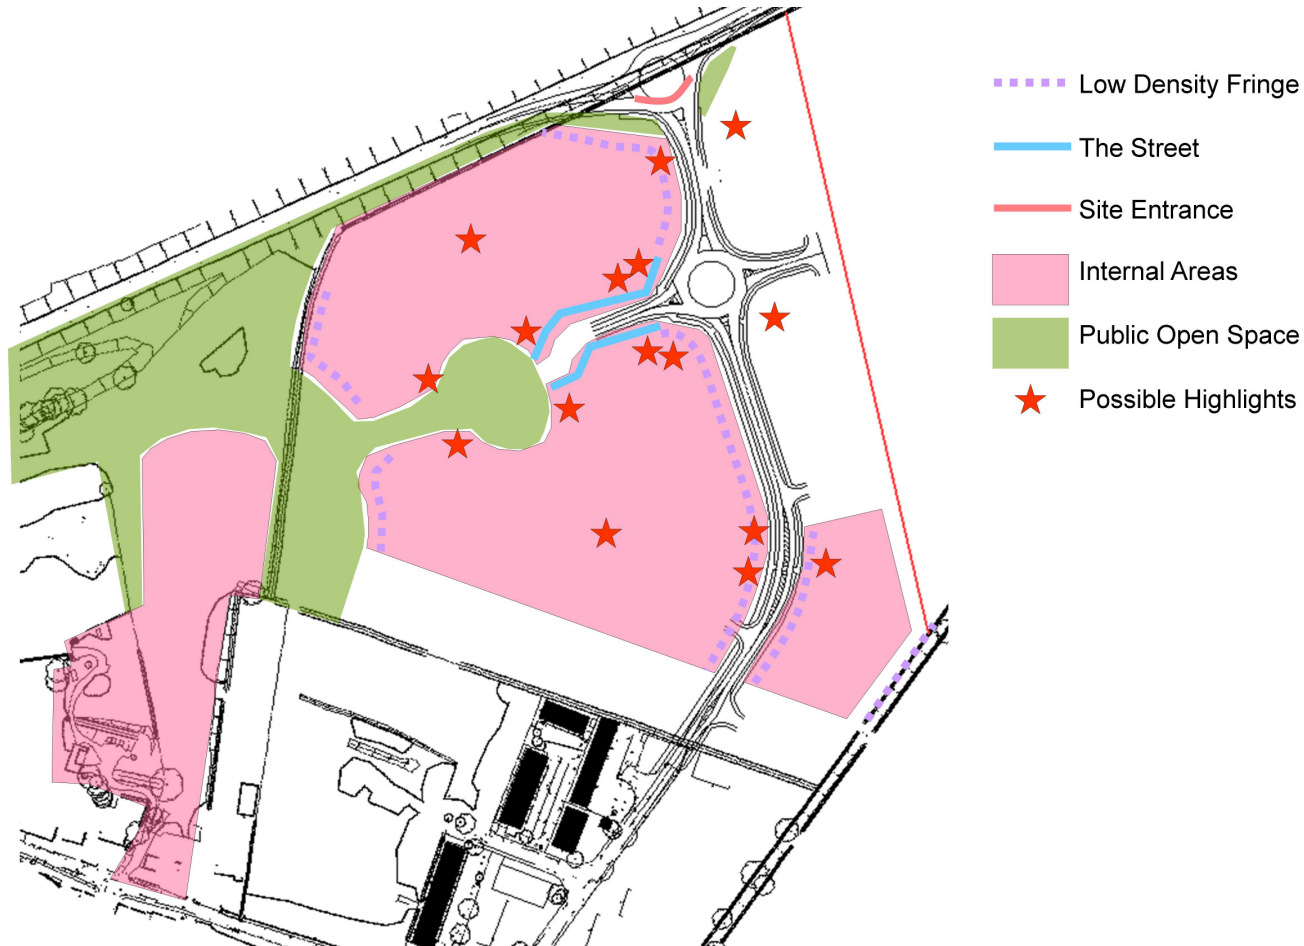 Low Density Fringe
The Street
Site Entrance
Internal Areas
Public Open Space
Possible Highlights